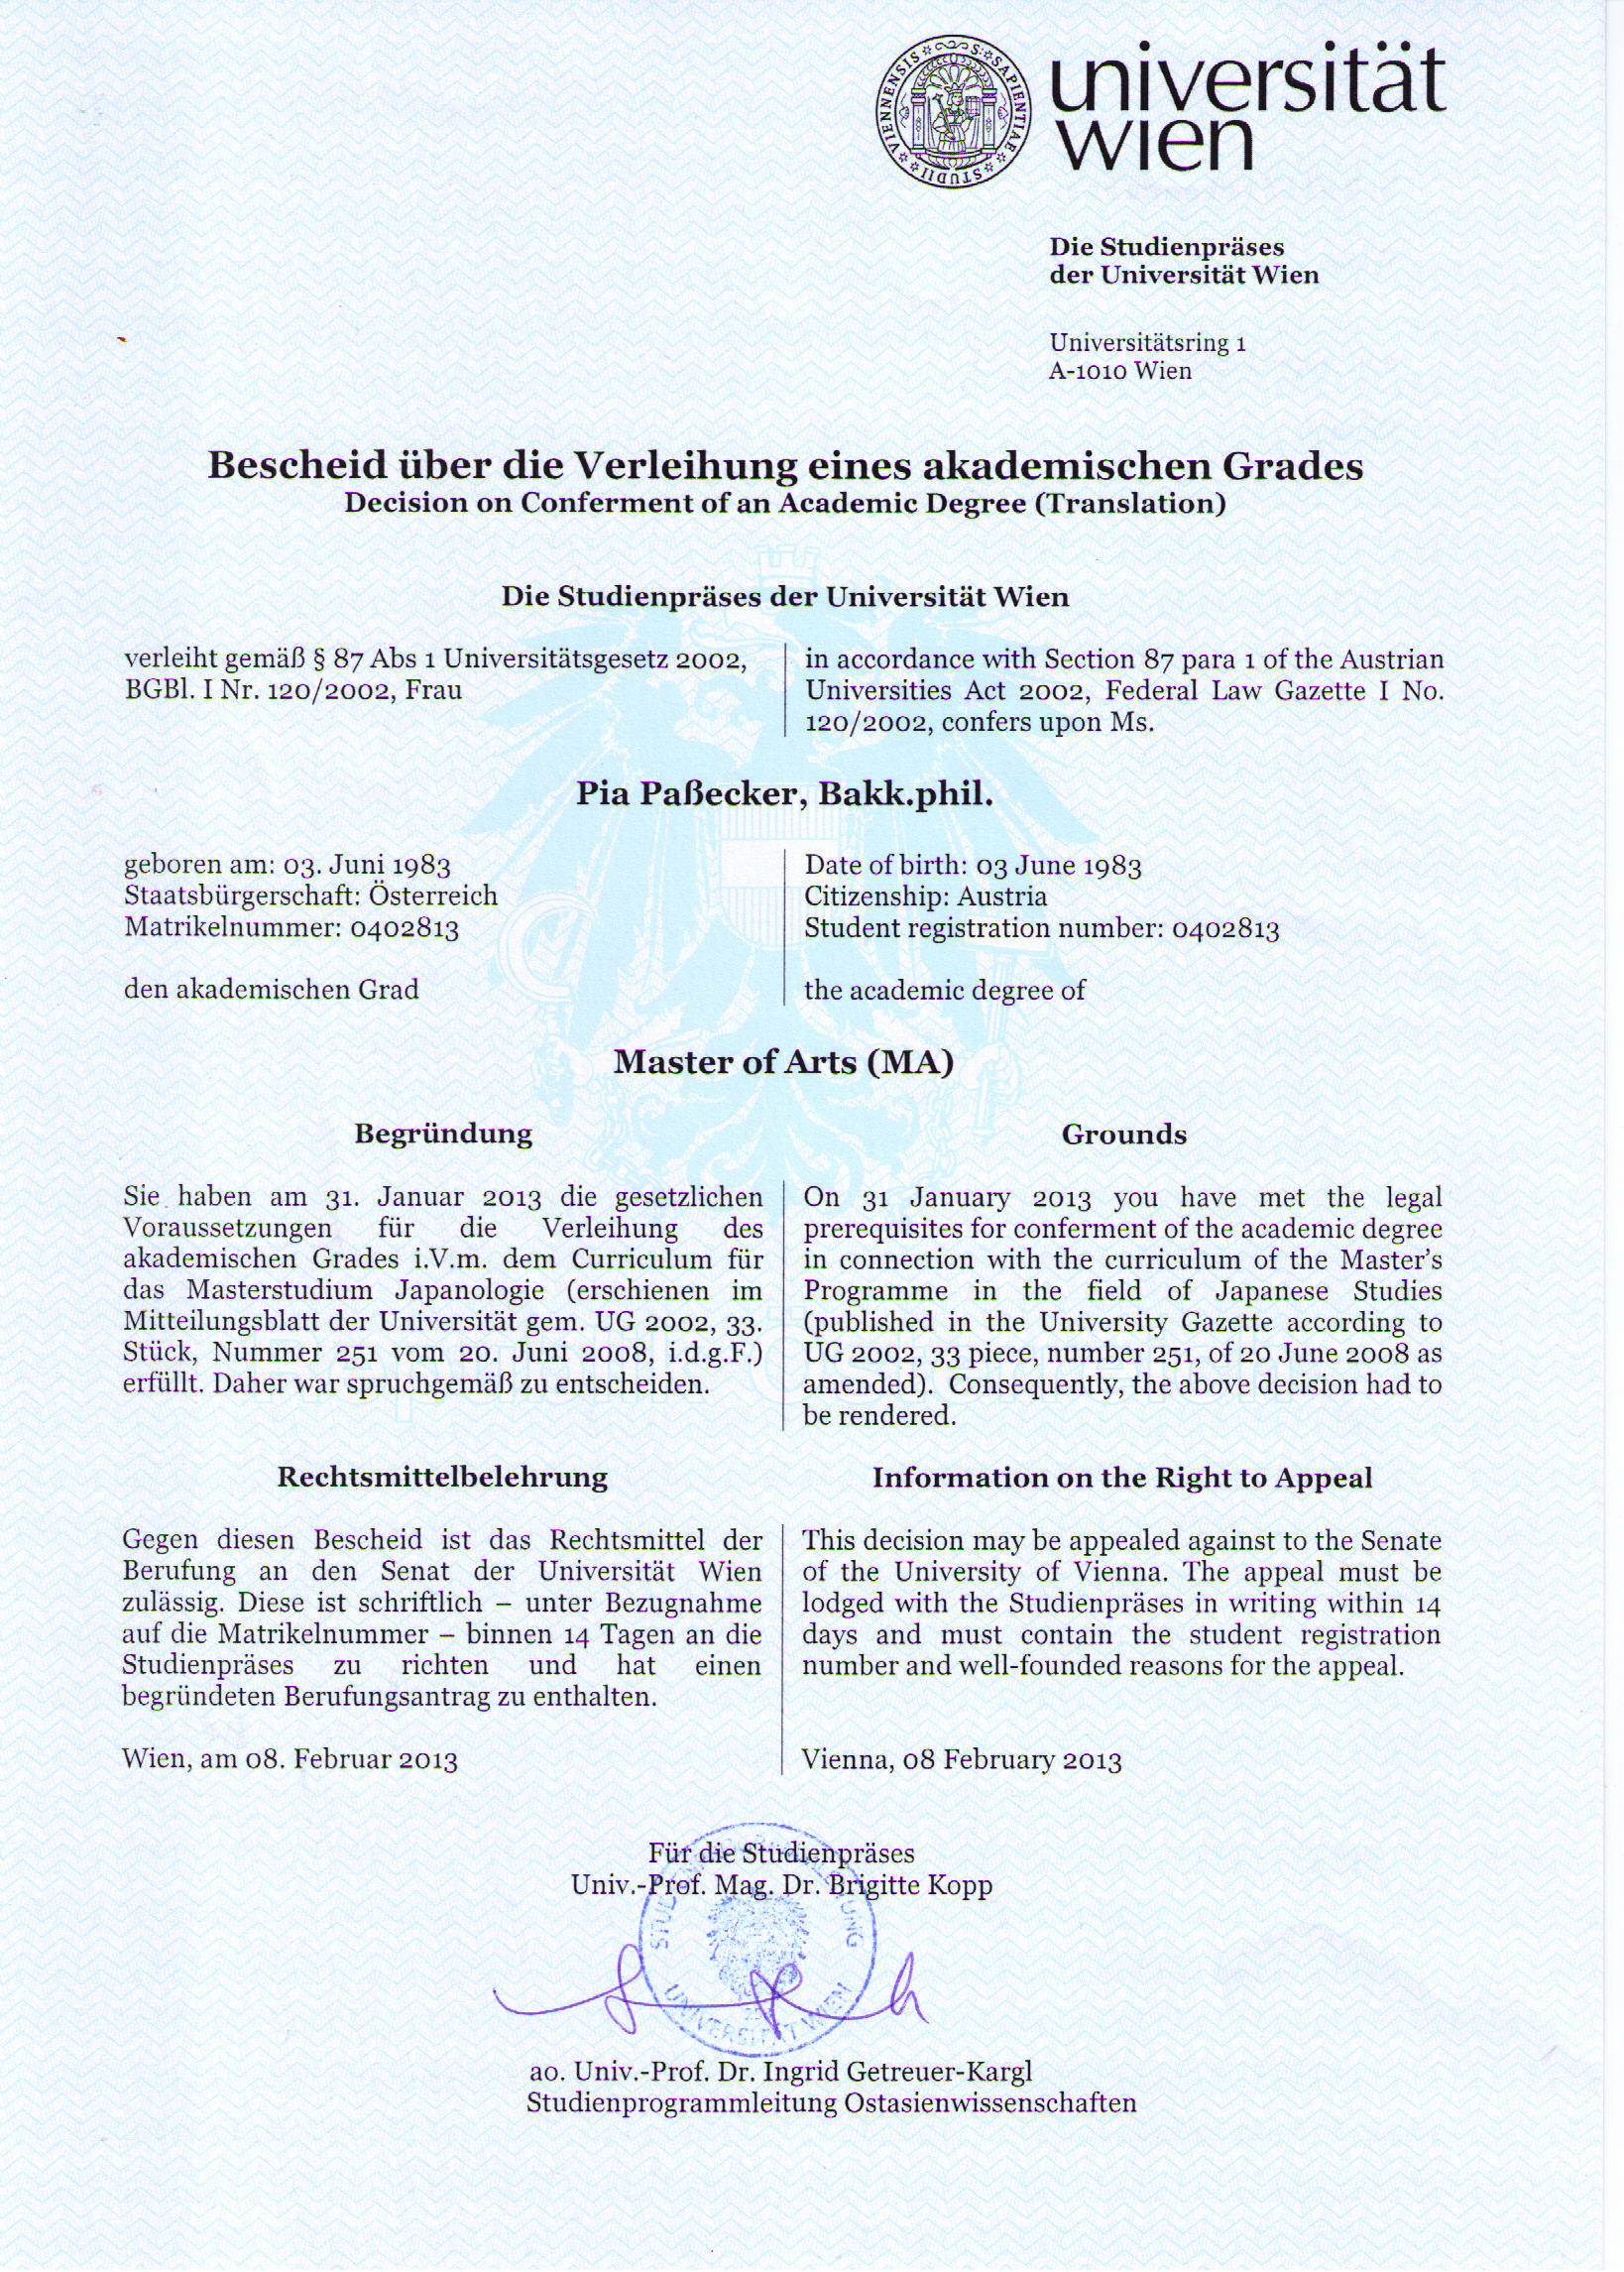 VIENNENSIS * S: * SAPIENTIAE * STUDII
universität
wien
Die Studienpräses
der Universität Wien
Universitätsring 1
A-1010 Wien
Bescheid über die Verleihung eines akademischen Grades
Decision on Conferment of an Academic Degree (Translation)
Die Studienpräses der Universität Wien
verleiht gemäß § 87 Abs 1 Universitätsgesetz 2002,
BGBl. I Nr. 120/2002, Frau
in accordance with Section 87 para 1 of the Austrian
Universities Act 2002, Federal Law Gazette I No.
120/2002, confers upon Ms.
Pia Paßecker, Bakk.phil.
geboren am: 03. Juni 1983
Staatsbürgerschaft: Österreich
Matrikelnummer: 0402813
den akademischen Grad
Date of birth: 03 June 1983
Citizenship: Austria
Student registration number: 0402813
the academic degree of
Master of Arts (MA)
Begründung
Sie haben am 31. Januar 2013 die gesetzlichen
Voraussetzungen für die Verleihung des
akademischen Grades i.V.m. dem Curriculum für
das Masterstudium Japanologie (erschienen im
Mitteilungsblatt der Universität gem. UG 2002, 33.
Stück, Nummer 251 vom 20. Juni 2008, i.d.g.F.)
erfüllt. Daher war spruchgemäß zu entscheiden.
Grounds
On 31 January 2013 you have met the legal
prerequisites for conferment of the academic degree
in connection with the curriculum of the Master's
Programme in the field of Japanese Studies
(published in the University Gazette according to
UG 2002, 33 piece, number 251, of 20 June 2008 as
amended). Consequently, the above decision had to
be rendered.
Rechtsmittelbelehrung
Gegen diesen Bescheid ist das Rechtsmittel der
Berufung an den Senat der Universität Wien
zulässig. Diese ist schriftlich – unter Bezugnahme
auf die Matrikelnummer – binnen 14 Tagen an die
Studienpräses zu richten und hat einen
begründeten Berufungsantrag zu enthalten.
Wien, am 08. Februar 2013
Information on the Right to Appeal
This decision may be appealed against to the Senate
of the University of Vienna. The appeal must be
lodged with the Studienpräses in writing within 14
days and must contain the student registration
number and well-founded reasons for the appeal.
Vienna, 08 February 2013
Für die Studienpräses
Univ.-Prof. Mag. Dr. Brigitte Kopp
UNIVERSITÄT WIEN
ao. Univ.-Prof. Dr. Ingrid Getreuer-Kargl
Studienprogrammleitung Ostasienwissenschaften